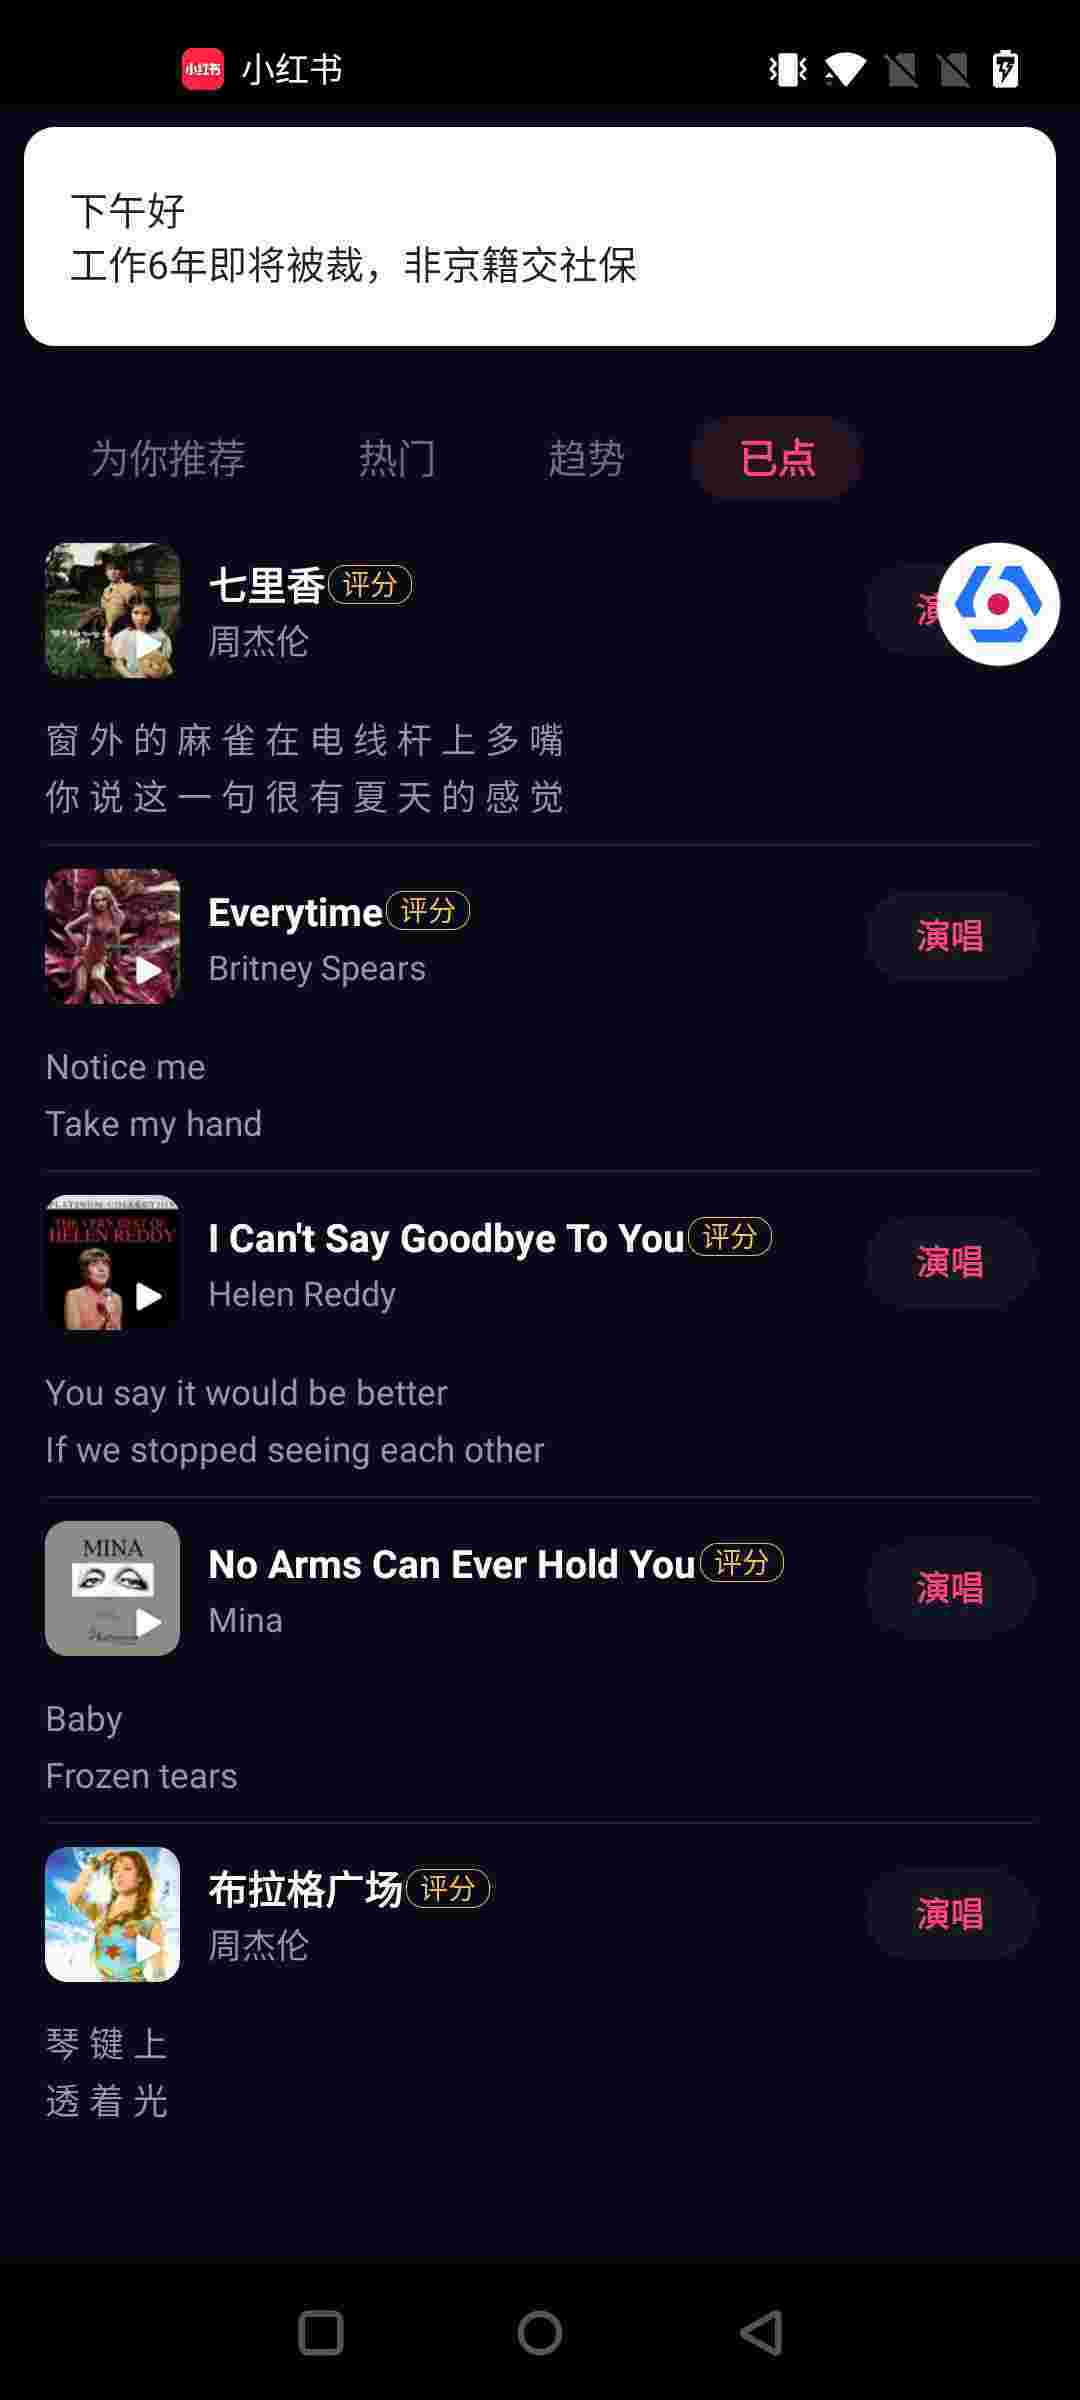 小红书
小红书
下午好
工作6年即将被裁，非京籍交社保
为你推荐
热门
趋势
已点
七里香
评分
周杰伦
演
窗外的麻雀在电线杆上多嘴
你说这一句很有夏天的感觉
Everytime
评分
Britney Spears
演唱
Notice me
Take my hand
THE VERY BEST OF
HELEN REDDY
I Can't Say Goodbye To You
评分
Helen Reddy
演唱
You say it would be better
If we stopped seeing each other
MINA
No Arms Can Ever Hold You
评分
Mina
演唱
Baby
Frozen tears
布拉格广场
评分
周杰伦
演唱
琴键上
透着光